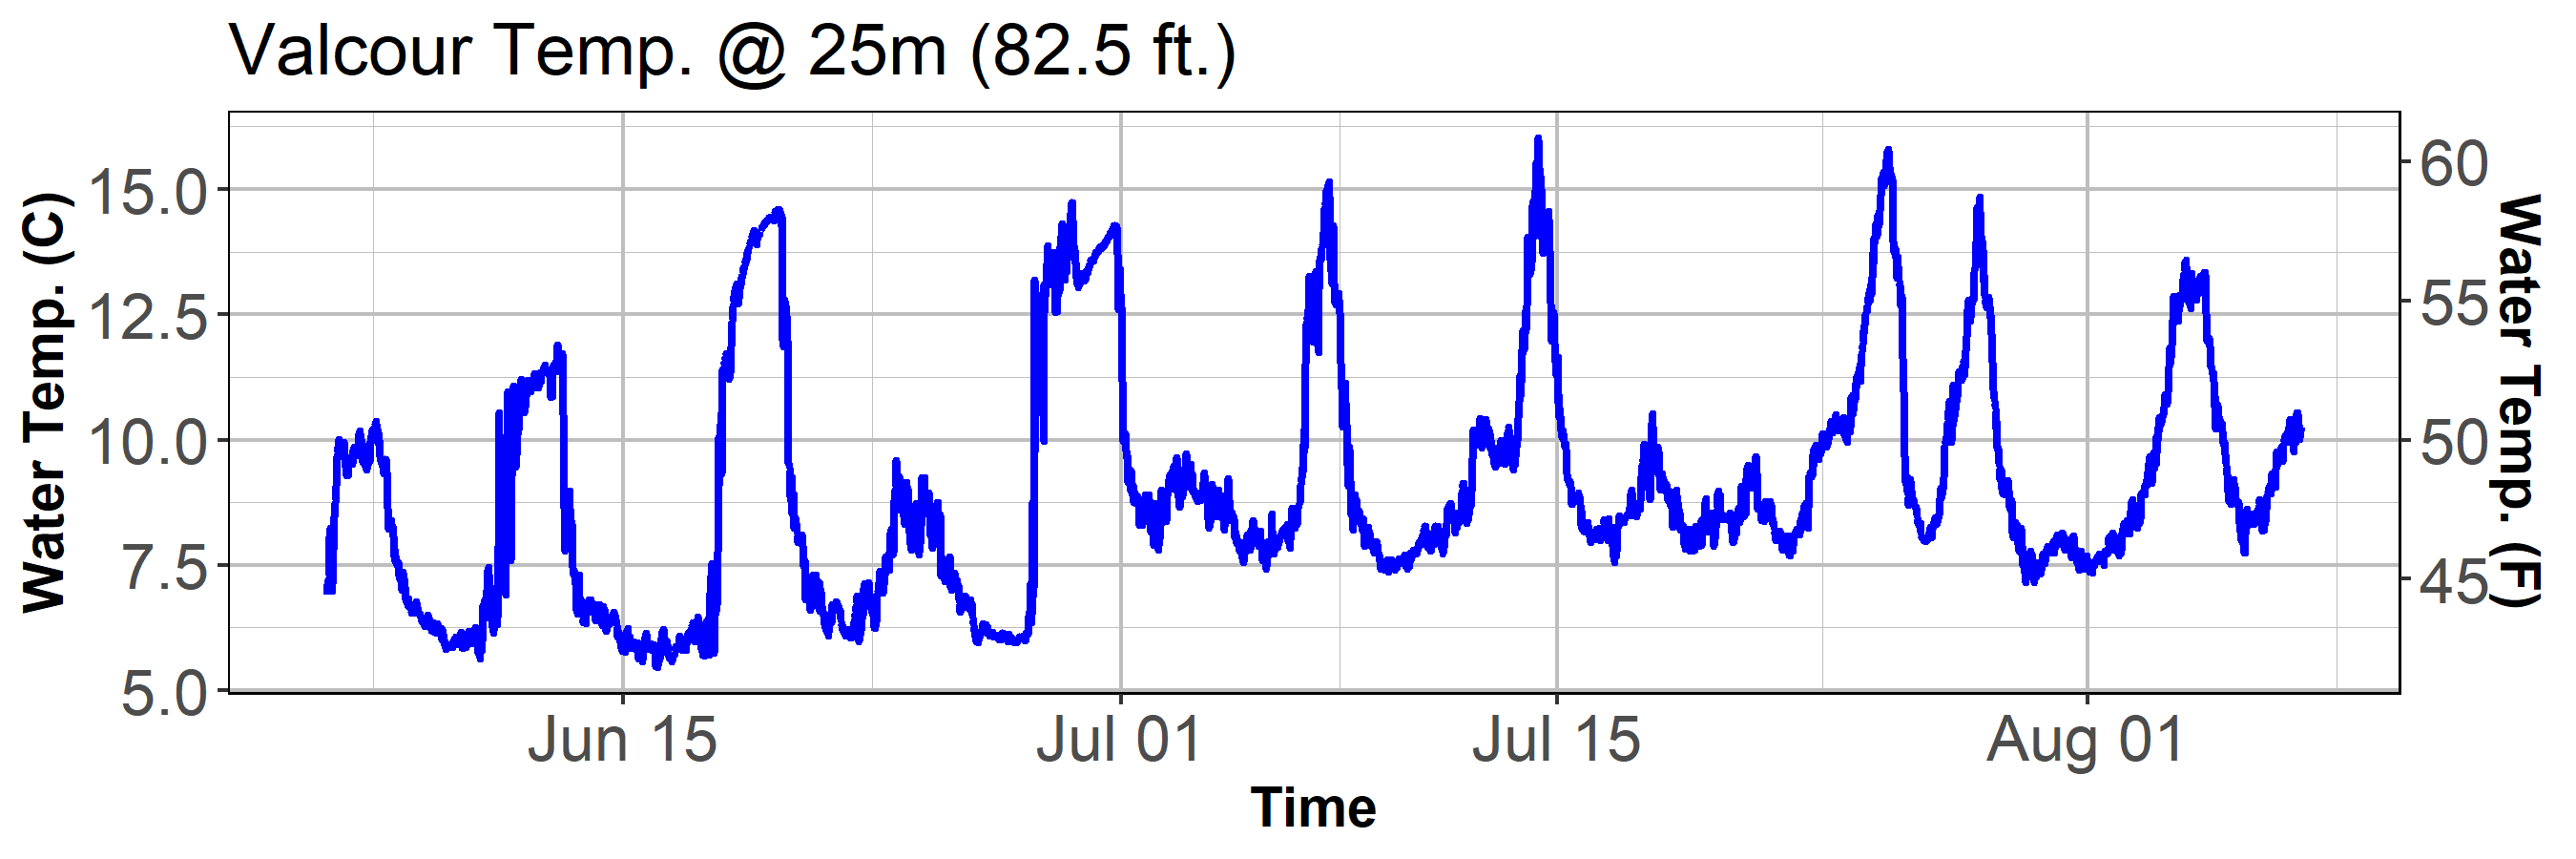 Valcour Temp. @ 25m (82.5 ft.)
Water Temp. (C)
15.0
12.5
10.0
7.5
5.0
60
55
50
45
Water Temp. (F)
Jun 15 Jul 01 Jul 15 Aug 01
Time